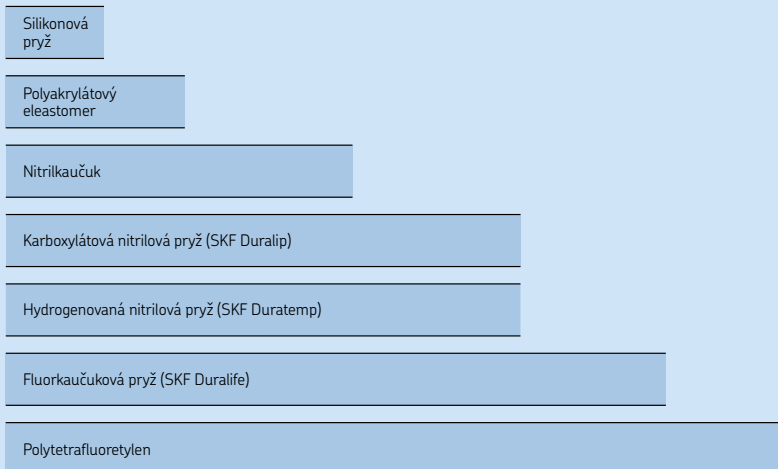 Silikonová
pryž
Polyakrylátový
eleastomer
Nitrilkaučuk
Karboxylátová nitrilová pryž (SKF Duralip)
Hydrogenovaná nitrilová pryž (SKF Duratemp)
Fluorkaučuková pryž (SKF Duralife)
Polytetrafluoretylen